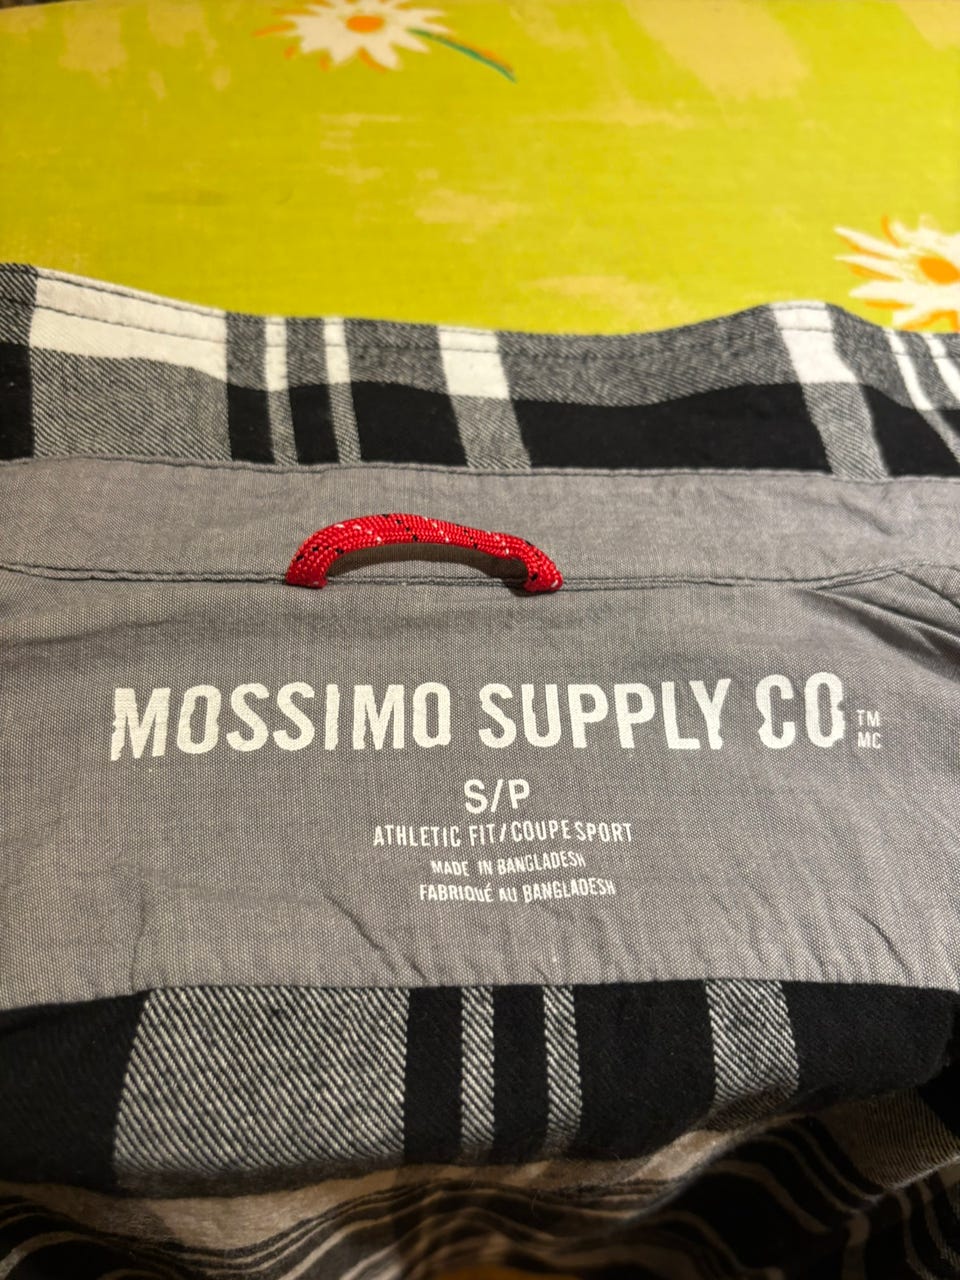 MOSSIMO SUPPLY CO TM
MC
S/P
ATHLETIC FIT/COUPE SPORT
MADE IN BANGLADESH
FABRIQUÉ AU BANGLADESH